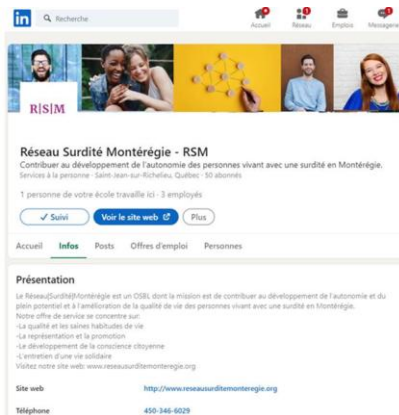 in
Recherche
Accueil
Réseau
Emplois
Messagerie
R|S|M
Réseau Surdité Montérégie - RSM
Contribuer au développement de l'autonomie des personnes vivant avec une surdité en Montérégie.
Services à la personne · Saint-Jean-sur-Richelieu, Québec · 50 abonnés
1 personne de votre école travaille ici · 3 employés
✓ Suivi
Voir le site web
Plus
Accueil Infos Posts Offres d'emploi Personnes
Présentation
Le Réseau|Surdité|Montérégie est un OSBL dont la mission est de contribuer au développement de l'autonomie et du
plein potentiel et à l'amélioration de la qualité de vie des personnes vivant avec une surdité en Montérégie.
Notre offre de service se concentre sur:
-La qualité et les saines habitudes de vie
-La représentation et la promotion
-Le développement de la conscience citoyenne
-L'entretien d'une vie solidaire
Visitez notre site web: www.reseausurditemonteregie.org
Site web http://www.reseausurditemonteregie.org
Téléphone 450-346-6029